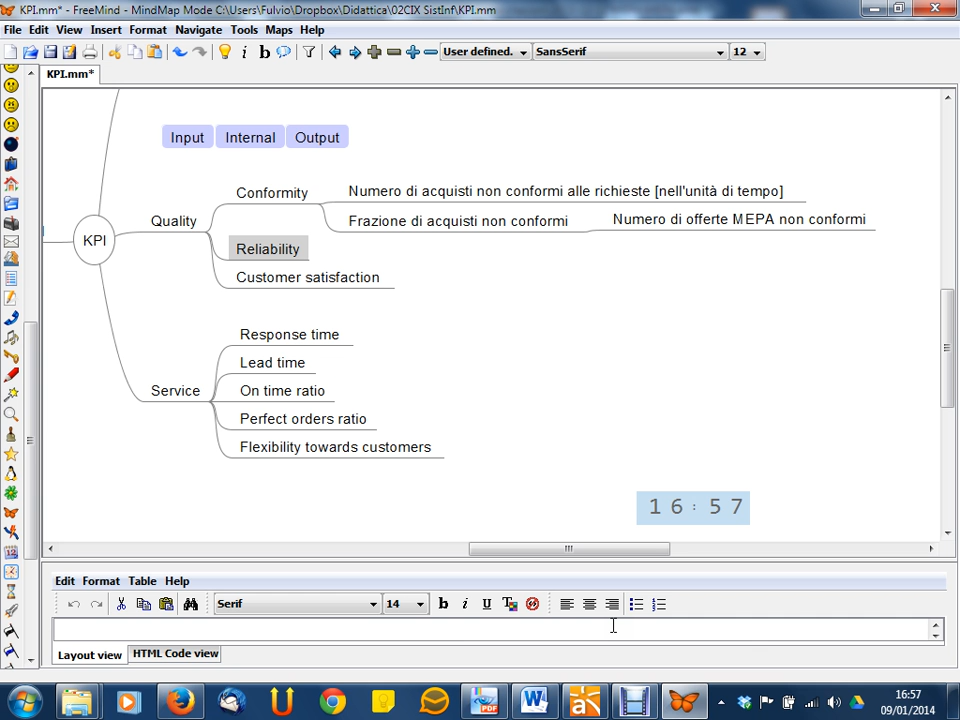 KPI.mm* - FreeMind - MindMap Mode C:\Users\Fulvio\Dropbox\Didattica\02CIX SistInf\KPI.mm
File Edit View Insert Format Navigate Tools Maps Help
User defined. SansSerif 12
KPI.mm*
Input Internal Output
KPI
Quality
Conformity
Numero di acquisti non conformi alle richieste [nell'unità di tempo]
Frazione di acquisti non conformi
Numero di offerte MEPA non conformi
Reliability
Customer satisfaction
Service
Response time
Lead time
On time ratio
Perfect orders ratio
Flexibility towards customers
16:57
Edit Format Table Help
Serif 14
Layout view HTML Code view
16:57
09/01/2014